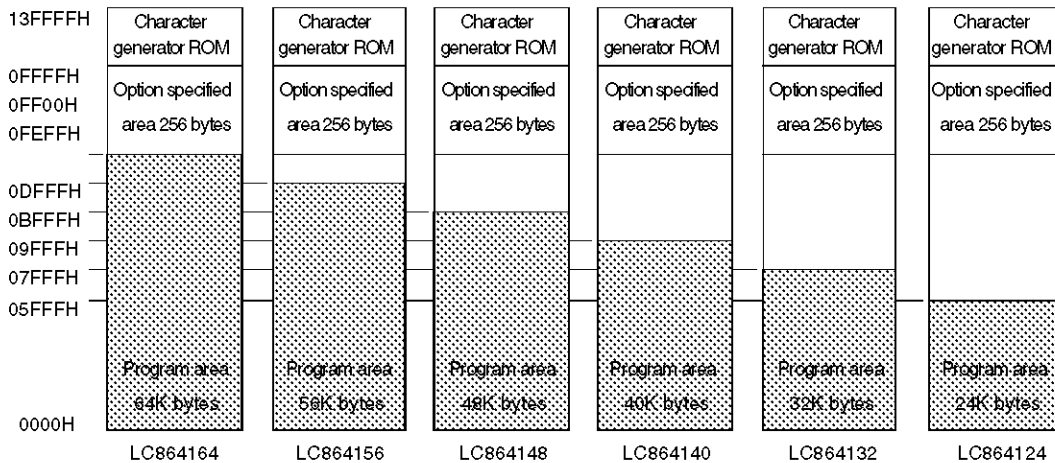 13FFFFH
0FFFFH
0FF00H
0FEFFH
0DFFFH
0BFFFH
09FFFH
07FFFH
05FFFH
0000H
Character
generator ROM
Option specified
area 256 bytes
Program area
64K bytes
LC864164
Character
generator ROM
Option specified
area 256 bytes
Program area
56K bytes
LC864156
Character
generator ROM
Option specified
area 256 bytes
Program area
48K bytes
LC864148
Character
generator ROM
Option specified
area 256 bytes
Program area
40K bytes
LC864140
Character
generator ROM
Option specified
area 256 bytes
Program area
32K bytes
LC864132
Character
generator ROM
Option specified
area 256 bytes
Program area
24K bytes
LC864124